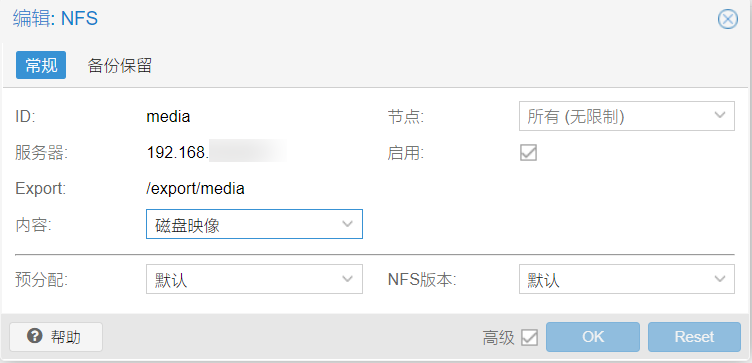 编辑: NFS
常规 备份保留
ID: media 节点: 所有 (无限制)
服务器: 192.168. 启用:
Export: /export/media
内容: 磁盘映像
预分配: 默认 NFS版本: 默认
帮助 高级 OK Reset